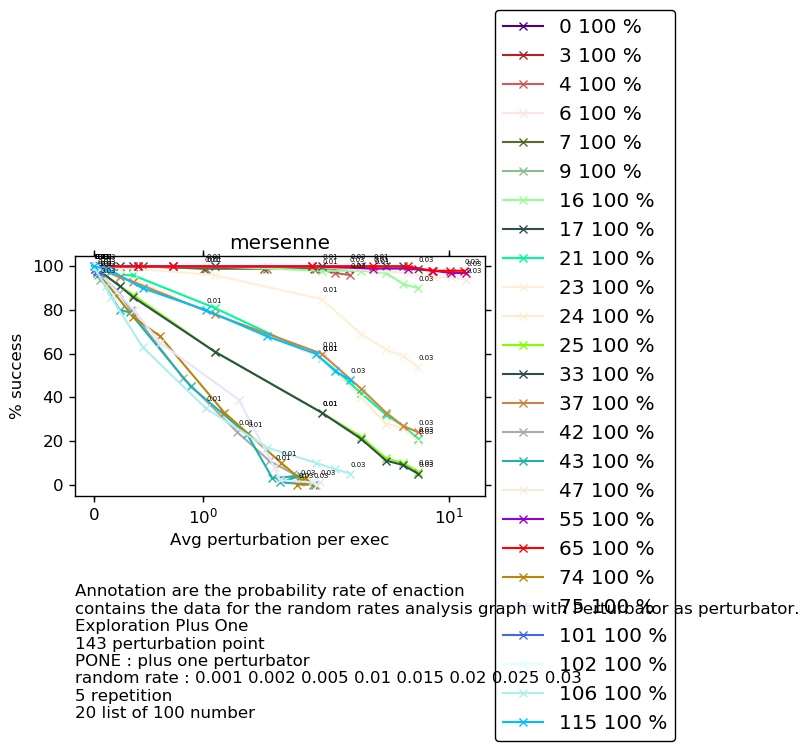 mersenne
100
80
60
40
20
0
% success
0
10⁰
10¹
Avg perturbation per exec
0 100 %
3 100 %
4 100 %
6 100 %
7 100 %
9 100 %
16 100 %
17 100 %
21 100 %
23 100 %
24 100 %
25 100 %
33 100 %
37 100 %
42 100 %
43 100 %
47 100 %
55 100 %
65 100 %
74 100 %
75 100 %
101 100 %
102 100 %
106 100 %
115 100 %
Annotation are the probability rate of enaction
contains the data for the random rates analysis graph with Perturbator as perturbator.
Exploration Plus One
143 perturbation point
PONE : plus one perturbator
random rate : 0.001 0.002 0.005 0.01 0.015 0.02 0.025 0.03
5 repetition
20 list of 100 number